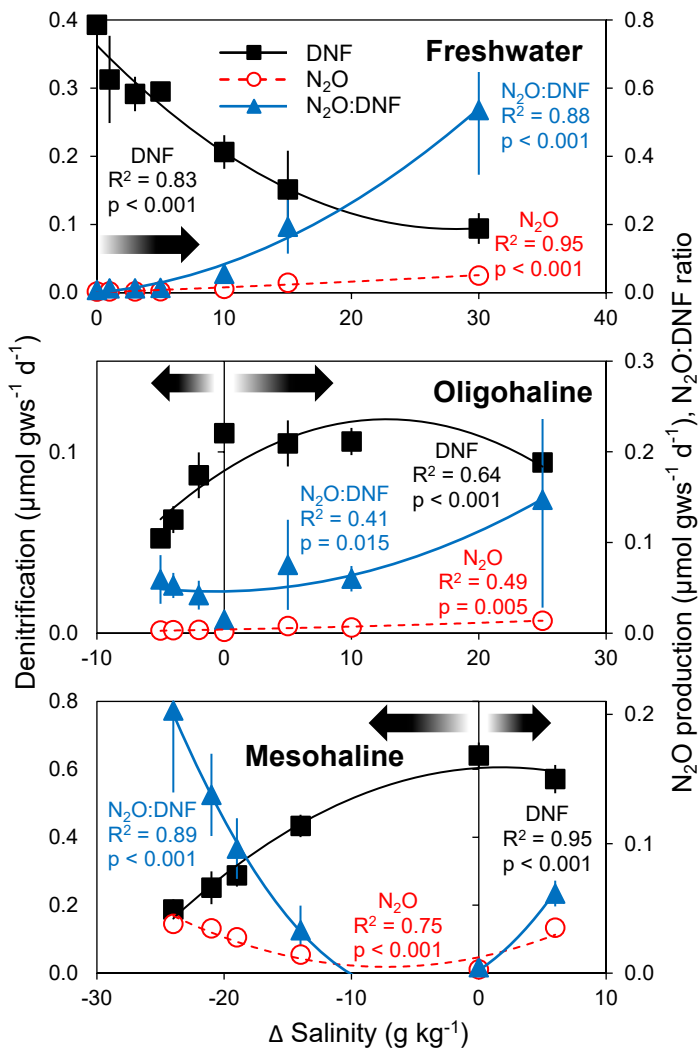 Denitrification (µmol gws⁻¹ d⁻¹)
N₂O production (µmol gws⁻¹ d⁻¹), N₂O:DNF ratio
0.4
0.3
0.2
0.1
0.0
0.8
0.6
0.4
0.2
0.0
DNF
N₂O
N₂O:DNF
Freshwater
N₂O:DNF
R² = 0.88
p < 0.001
DNF
R² = 0.83
p < 0.001
N₂O
R² = 0.95
p < 0.001
0 10 20 30 40
0.1
0.0
0.3
0.2
0.1
0.0
Oligohaline
DNF
R² = 0.64
p < 0.001
N₂O:DNF
R² = 0.41
p = 0.015
N₂O
R² = 0.49
p = 0.005
-10 0 10 20 30
0.8
0.6
0.4
0.2
0.0
0.2
0.1
0.0
Mesohaline
N₂O:DNF
R² = 0.89
p < 0.001
DNF
R² = 0.95
p < 0.001
N₂O
R² = 0.75
p < 0.001
-30 -20 -10 0 10
Δ Salinity (g kg⁻¹)